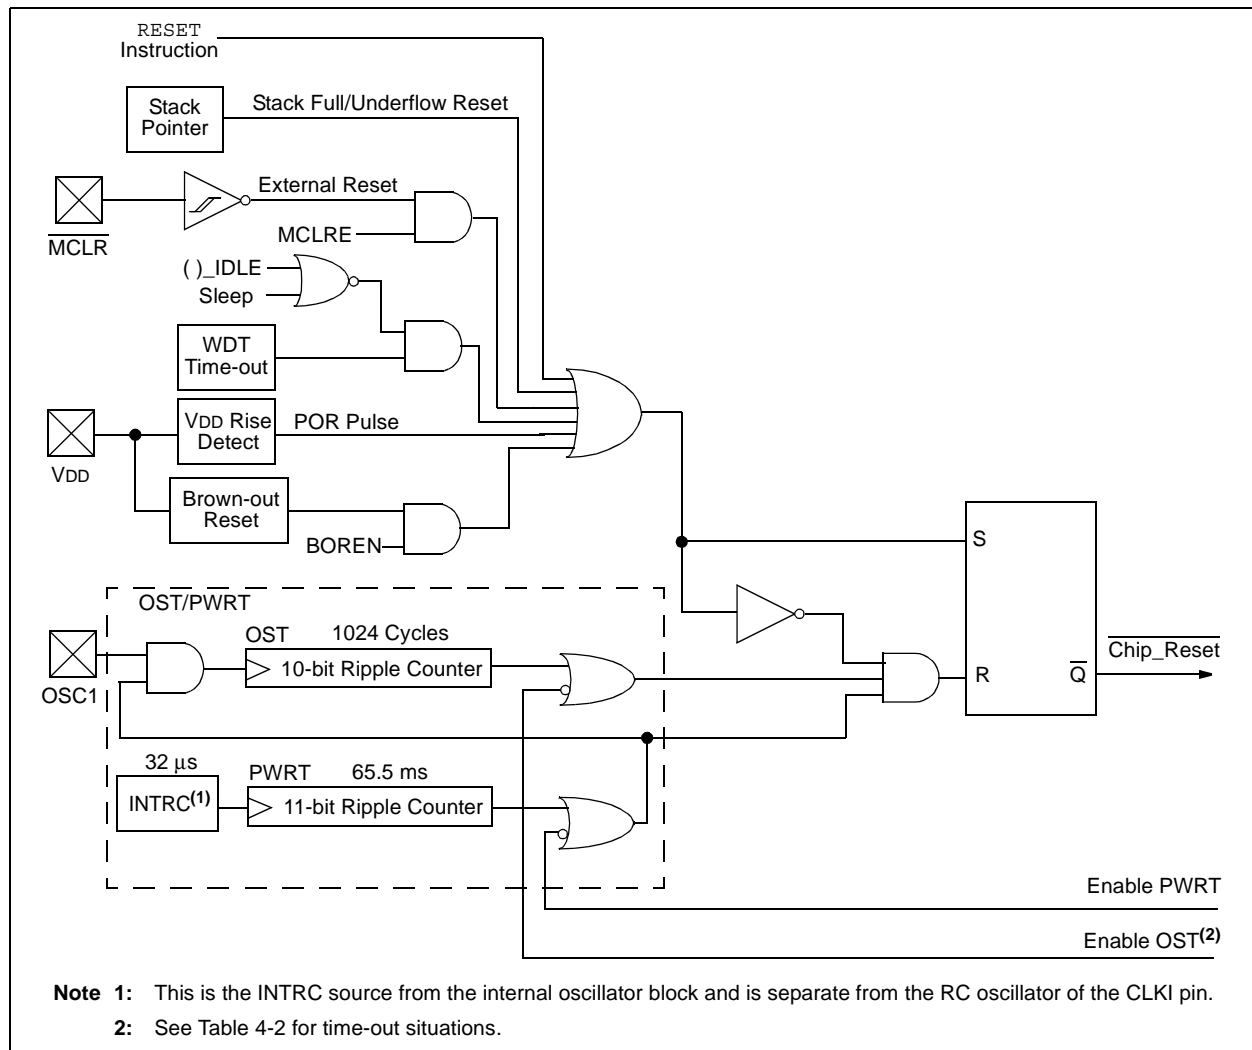 RESET
Instruction
Stack
Pointer
Stack Full/Underflow Reset
External Reset
MCLR
MCLRE
( )_IDLE
Sleep
WDT
Time-out
VDD Rise
Detect
POR Pulse
VDD
Brown-out
Reset
BOREN
S
OST/PWRT
OST
1024 Cycles
10-bit Ripple Counter
OSC1
Chip_Reset
R
Q
32 μs
INTRC(1)
PWRT
65.5 ms
11-bit Ripple Counter
Enable PWRT
Enable OST(2)
Note 1: This is the INTRC source from the internal oscillator block and is separate from the RC oscillator of the CLKI pin.
2: See Table 4-2 for time-out situations.